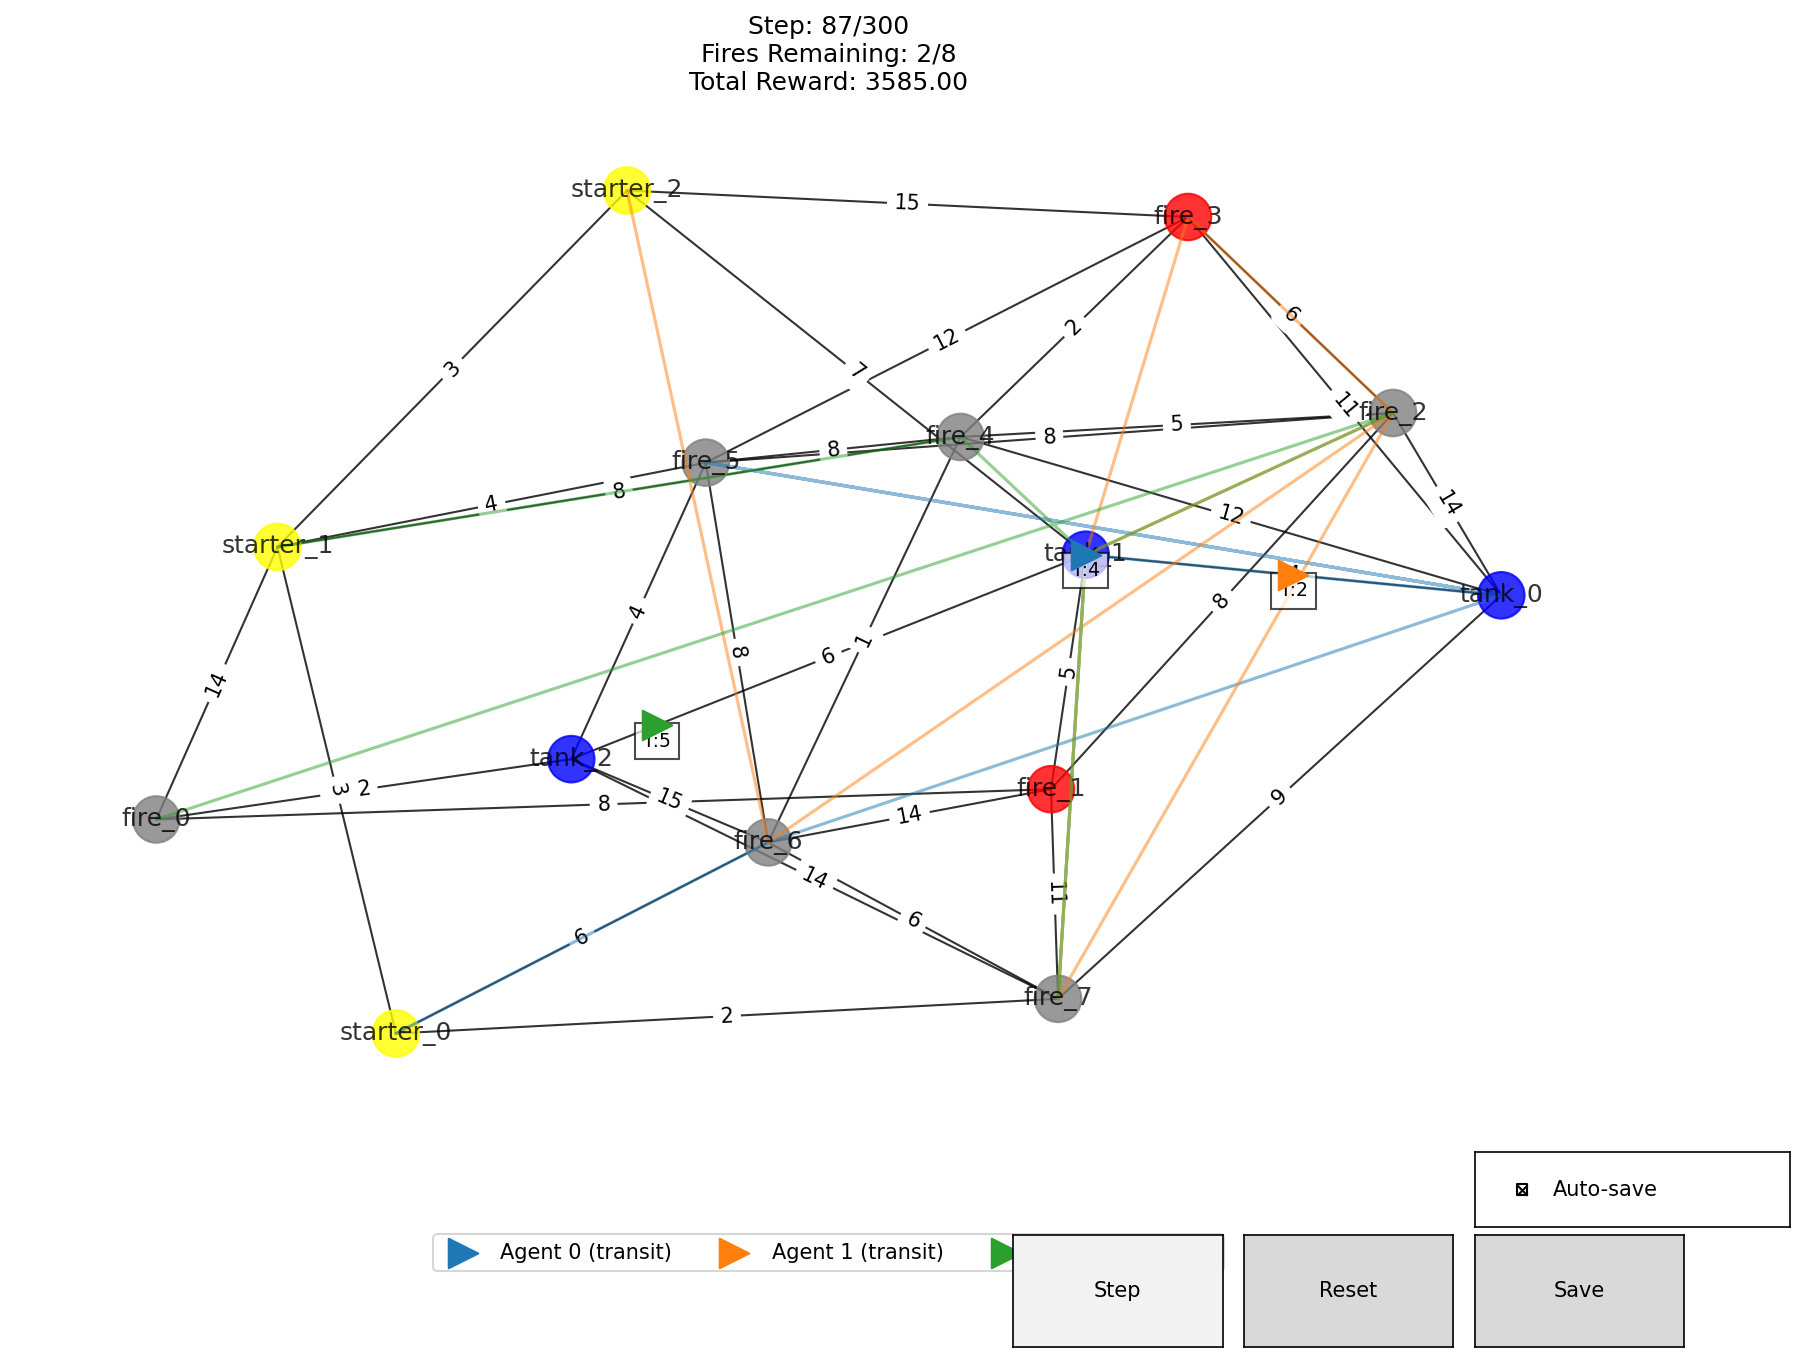 Step: 87/300
Fires Remaining: 2/8
Total Reward: 3585.00
starter_2
15
fire_3
6
2
12
3
7
11
fire_2
5
8
fire_4
8
fire_5
4
8
14
12
starter_1
tank_1
T:4
T:2
tank_0
4
8
5
6
1
8
14
T:5
tank_2
2
3
fire_0
8
15
fire_1
14
9
fire_6
14
11
6
6
fire_7
2
starter_0
Auto-save
Agent 0 (transit)
Agent 1 (transit)
Step
Reset
Save